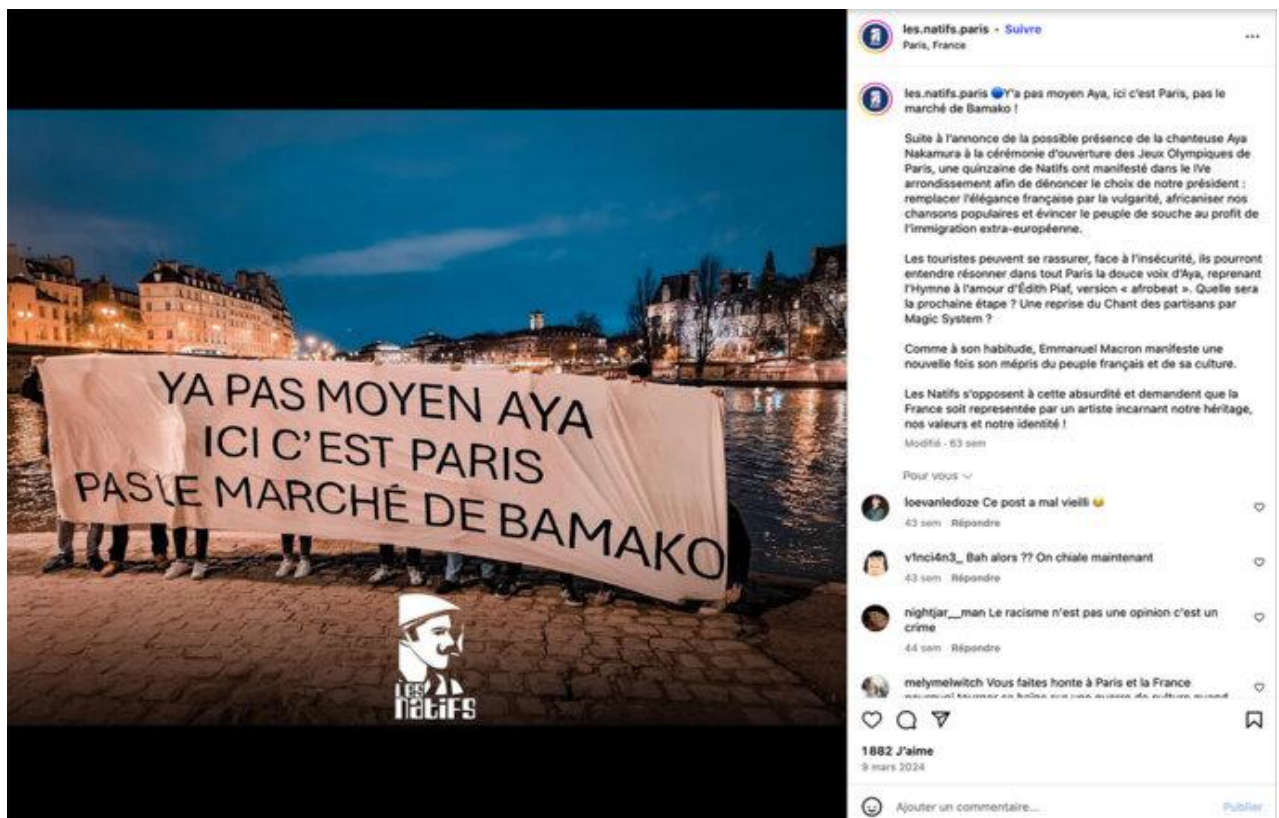 YA PAS MOYEN AYA
ICI C'EST PARIS
PAS LE MARCHÉ DE BAMAKO
LES
NATIFS
les.natifs.paris • Suivre
Paris, France
les.natifs.paris 🔵Y'a pas moyen Aya, ici c'est Paris, pas le
marché de Bamako !
Suite à l'annonce de la possible présence de la chanteuse Aya
Nakamura à la cérémonie d'ouverture des Jeux Olympiques de
Paris, une quinzaine de Natifs ont manifesté dans le IVe
arrondissement afin de dénoncer le choix de notre président :
remplacer l'élégance française par la vulgarité, africaniser nos
chansons populaires et évincer le peuple de souche au profit de
l'immigration extra-européenne.
Les touristes peuvent se rassurer, face à l'insécurité, ils pourront
entendre résonner dans tout Paris la douce voix d'Aya, reprenant
l'Hymne à l'amour d'Édith Piaf, version « afrobeat ». Quelle sera
la prochaine étape ? Une reprise du Chant des partisans par
Magic System ?
Comme à son habitude, Emmanuel Macron manifeste une
nouvelle fois son mépris du peuple français et de sa culture.
Les Natifs s'opposent à cette absurdité et demandent que la
France soit representée par un artiste incarnant notre héritage,
nos valeurs et notre identité !
Modifié · 63 sem
Pour vous
loevanledoze Ce post a mal vieilli 😂
43 sem Répondre
v1nci4n3_ Bah alors ?? On chiale maintenant
43 sem Répondre
nightjar__man Le racisme n'est pas une opinion c'est un
crime
44 sem Répondre
melymelwitch Vous faites honte à Paris et la France
1882 J'aime
9 mars 2024
Ajouter un commentaire...
Publier